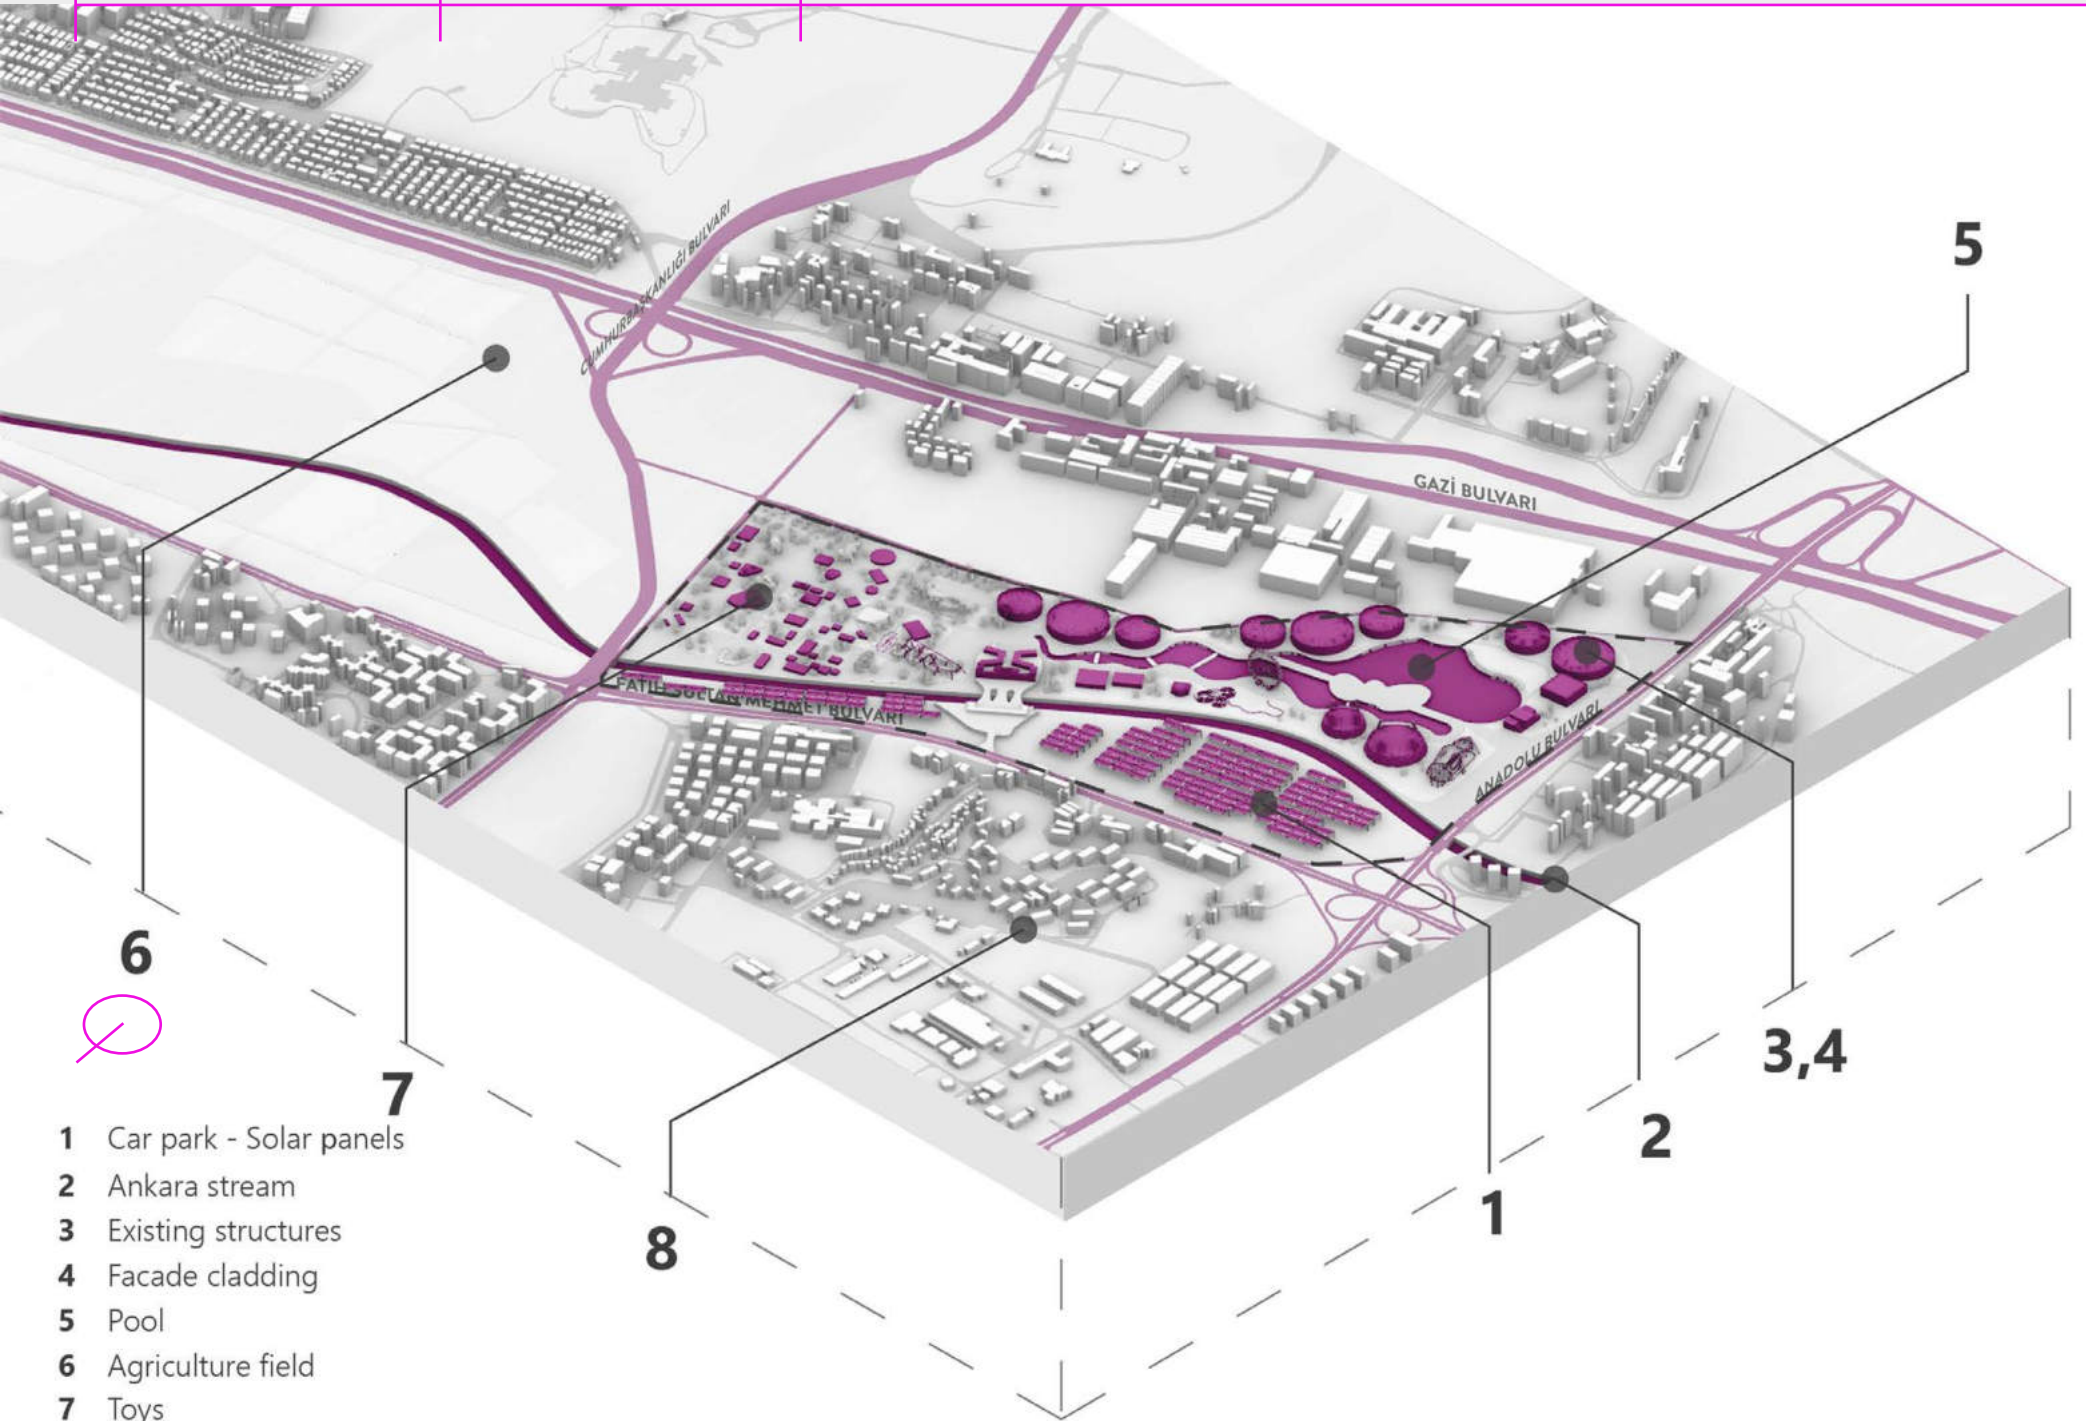 CUMHURBAŞKANLIĞI BULVARI
5
GAZİ BULVARI
FATİH SULTAN MEHMET BULVARI
ANADOLU BULVARI
6
3,4
7
2
1
8
1 Car park - Solar panels
2 Ankara stream
3 Existing structures
4 Facade cladding
5 Pool
6 Agriculture field
7 Toys